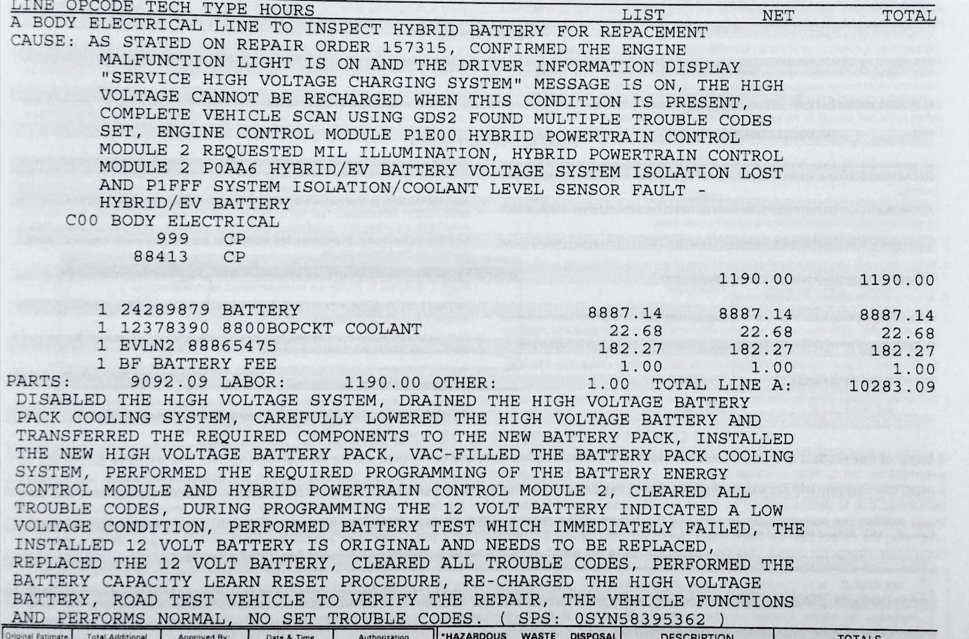 LINE OPCODE TECH TYPE HOURS LIST NET TOTAL
A BODY ELECTRICAL LINE TO INSPECT HYBRID BATTERY FOR REPACEMENT
CAUSE: AS STATED ON REPAIR ORDER 157315, CONFIRMED THE ENGINE
MALFUNCTION LIGHT IS ON AND THE DRIVER INFORMATION DISPLAY
"SERVICE HIGH VOLTAGE CHARGING SYSTEM" MESSAGE IS ON, THE HIGH
VOLTAGE CANNOT BE RECHARGED WHEN THIS CONDITION IS PRESENT,
COMPLETE VEHICLE SCAN USING GDS2 FOUND MULTIPLE TROUBLE CODES
SET, ENGINE CONTROL MODULE P1E00 HYBRID POWERTRAIN CONTROL
MODULE 2 REQUESTED MIL ILLUMINATION, HYBRID POWERTRAIN CONTROL
MODULE 2 P0AA6 HYBRID/EV BATTERY VOLTAGE SYSTEM ISOLATION LOST
AND P1FFF SYSTEM ISOLATION/COOLANT LEVEL SENSOR FAULT -
HYBRID/EV BATTERY
C00 BODY ELECTRICAL
999 CP
88413 CP
1190.00 1190.00
1 24289879 BATTERY 8887.14 8887.14 8887.14
1 12378390 8800BOPCKT COOLANT 22.68 22.68 22.68
1 EVLN2 88865475 182.27 182.27 182.27
1 BF BATTERY FEE 1.00 1.00 1.00
PARTS: 9092.09 LABOR: 1190.00 OTHER: 1.00 TOTAL LINE A: 10283.09
DISABLED THE HIGH VOLTAGE SYSTEM, DRAINED THE HIGH VOLTAGE BATTERY
PACK COOLING SYSTEM, CAREFULLY LOWERED THE HIGH VOLTAGE BATTERY AND
TRANSFERRED THE REQUIRED COMPONENTS TO THE NEW BATTERY PACK, INSTALLED
THE NEW HIGH VOLTAGE BATTERY PACK, VAC-FILLED THE BATTERY PACK COOLING
SYSTEM, PERFORMED THE REQUIRED PROGRAMMING OF THE BATTERY ENERGY
CONTROL MODULE AND HYBRID POWERTRAIN CONTROL MODULE 2, CLEARED ALL
TROUBLE CODES, DURING PROGRAMMING THE 12 VOLT BATTERY INDICATED A LOW
VOLTAGE CONDITION, PERFORMED BATTERY TEST WHICH IMMEDIATELY FAILED, THE
INSTALLED 12 VOLT BATTERY IS ORIGINAL AND NEEDS TO BE REPLACED,
REPLACED THE 12 VOLT BATTERY, CLEARED ALL TROUBLE CODES, PERFORMED THE
BATTERY CAPACITY LEARN RESET PROCEDURE, RE-CHARGED THE HIGH VOLTAGE
BATTERY, ROAD TEST VEHICLE TO VERIFY THE REPAIR, THE VEHICLE FUNCTIONS
AND PERFORMS NORMAL, NO SET TROUBLE CODES. ( SPS: 0SYN58395362 )
Original Estimate Total Additional Approved By: Date & Time Authorization *HAZARDOUS WASTE DISPOSAL DESCRIPTION TOTALS